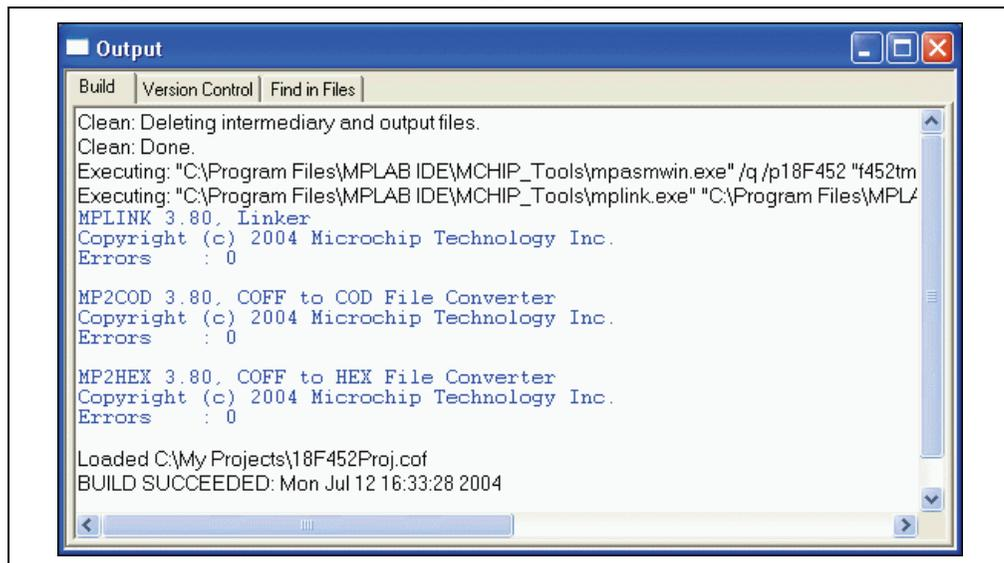 Output
Build Version Control Find in Files
Clean: Deleting intermediary and output files.
Clean: Done.
Executing: "C:\Program Files\MPLAB IDE\MCHIP_Tools\mpasmwin.exe" /q /p18F452 "f452tm
Executing: "C:\Program Files\MPLAB IDE\MCHIP_Tools\mplink.exe" "C:\Program Files\MPLA
MPLINK 3.80, Linker
Copyright (c) 2004 Microchip Technology Inc.
Errors    : 0
MP2COD 3.80, COFF to COD File Converter
Copyright (c) 2004 Microchip Technology Inc.
Errors    : 0
MP2HEX 3.80, COFF to HEX File Converter
Copyright (c) 2004 Microchip Technology Inc.
Errors    : 0
Loaded C:\My Projects\18F452Proj.cof
BUILD SUCCEEDED: Mon Jul 12 16:33:28 2004